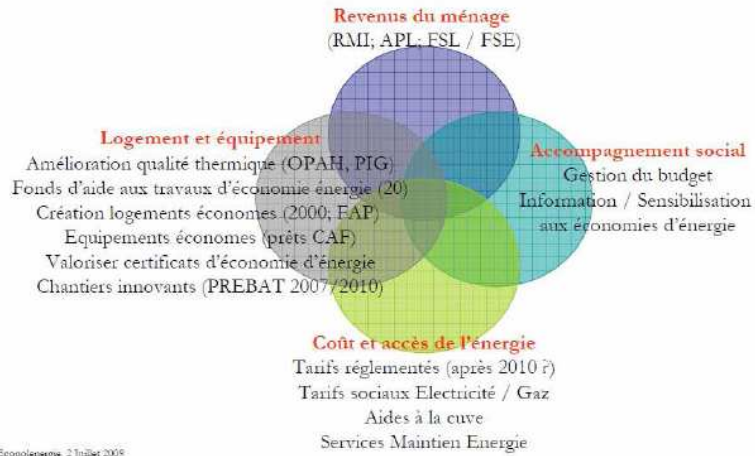 Revenus du ménage
(RMI; APL; FSL / FSE)
Logement et équipement
Amélioration qualité thermique (OPAH, PIG)
Fonds d'aide aux travaux d'économie énergie (20)
Création logements économes (2000; FAP)
Equipements économes (prêts CAF)
Valoriser certificats d'économie d'énergie
Chantiers innovants (PREBAT 2007/2010)
Accompagnement social
Gestion du budget
Information / Sensibilisation
aux économies d'énergie
Coût et accès de l'énergie
Tarifs réglementés (après 2010 ?)
Tarifs sociaux Electricité / Gaz
Aides à la cuve
Services Maintien Energie
2 Juillet 2009